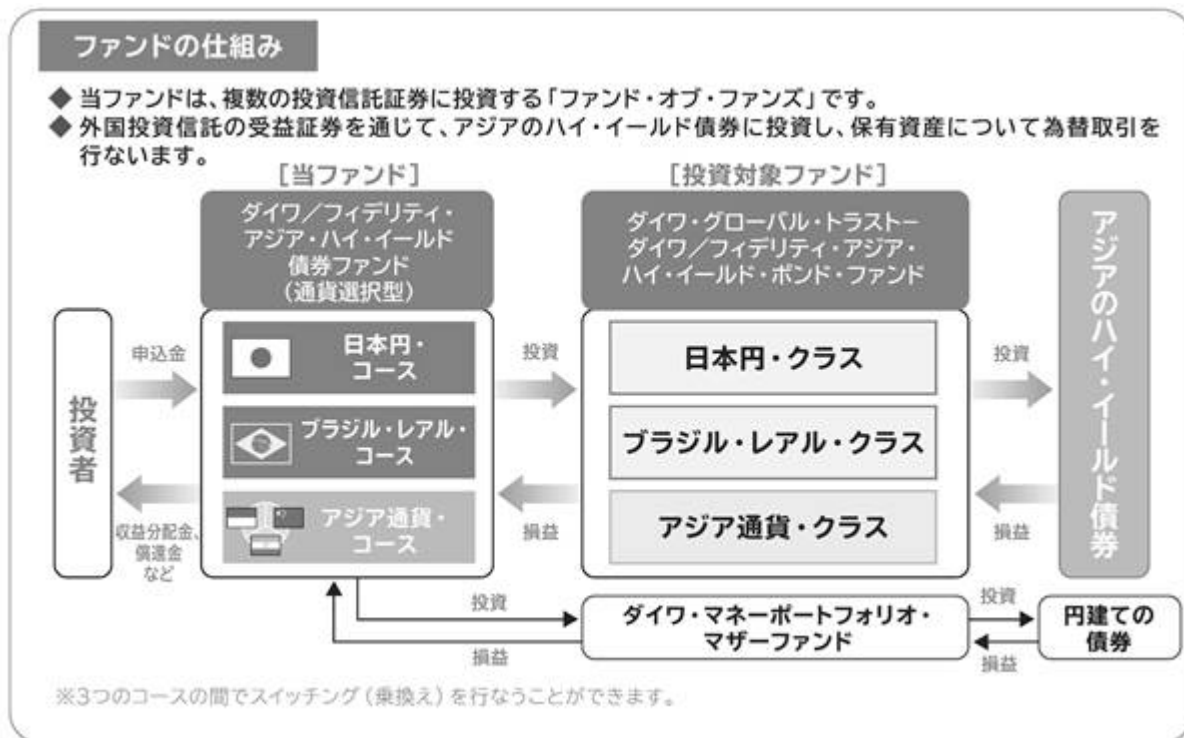 ファンドの仕組み
◆ 当ファンドは、複数の投資信託証券に投資する「ファンド・オブ・ファンズ」です。
◆ 外国投資信託の受益証券を通じて、アジアのハイ・イールド債券に投資し、保有資産について為替取引を
行ないます。
[当ファンド]
[投資対象ファンド]
ダイワ/フィデリティ・
アジア・ハイ・イールド
債券ファンド
(通貨選択型)
ダイワ・グローバル・トラスト−
ダイワ/フィデリティ・アジア・
ハイ・イールド・ボンド・ファンド
投資者
申込金
収益分配金、
償還金
など
日本円・
コース
ブラジル・レアル・
コース
アジア通貨・
コース
投資
損益
日本円・クラス
ブラジル・レアル・クラス
アジア通貨・クラス
投資
損益
アジアのハイ・イールド債券
投資
損益
ダイワ・マネーポートフォリオ・
マザーファンド
投資
損益
円建ての
債券
※3つのコースの間でスイッチング(乗換え)を行なうことができます。